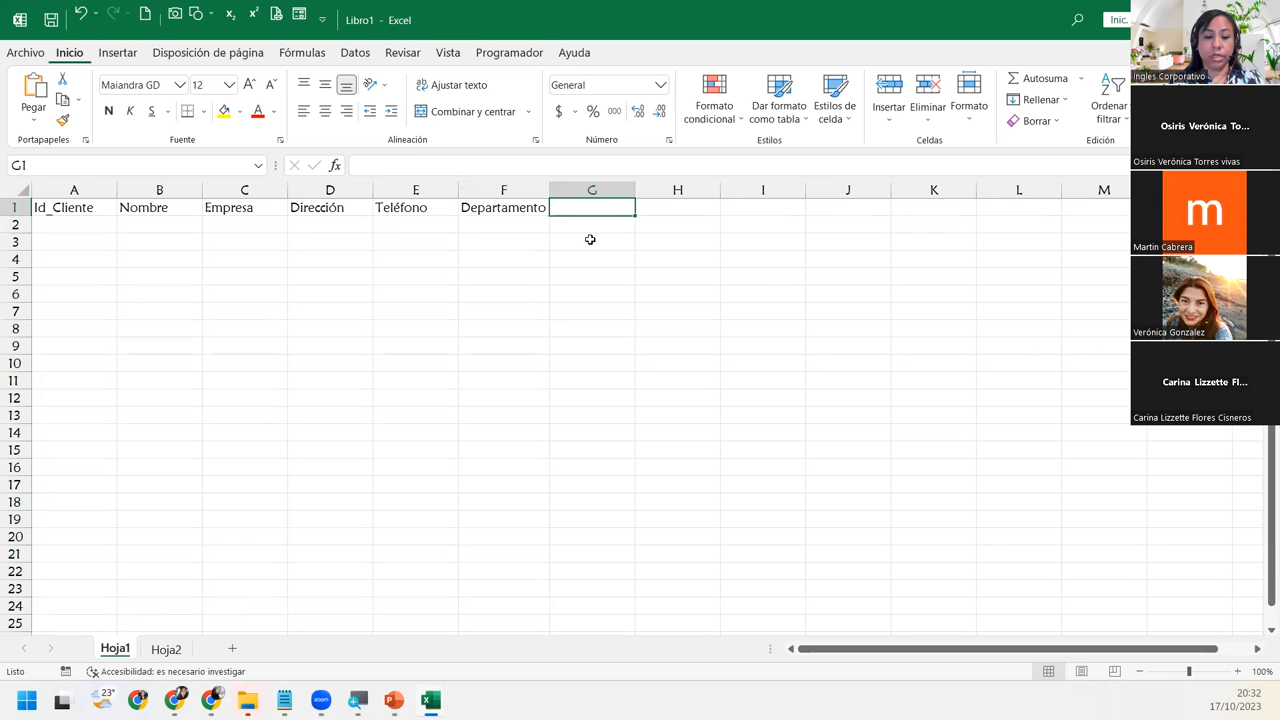 Libro1 - Excel
Inic.
Archivo Inicio Insertar Disposición de página Fórmulas Datos Revisar Vista Programador Ayuda
Pegar
Maiandra GD 12
N K S
Ajustar texto
Combinar y centrar
General
$ % 000
Formato condicional
Dar formato como tabla
Estilos de celda
Insertar
Eliminar
Formato
Autosuma
Rellenar
Borrar
Ordenar y filtrar
Portapapeles Fuente Alineación Número Estilos Celdas Edición
G1
fx
A B C D E F G H I J K L M
1 Id_Cliente Nombre Empresa Dirección Teléfono Departamento
2
3
4
5
6
7
8
9
10
11
12
13
14
15
16
17
18
19
20
21
22
23
24
25
Ingles Corporativo
Osiris Verónica To...
Osiris Verónica Torres vivas
m
Martin Cabrera
Verónica Gonzalez
Carina Lizzette Fl...
Carina Lizzette Flores Cisneros
Hoja1 Hoja2
Listo
Accesibilidad: es necesario investigar
100%
23°
zoom
20:32
17/10/2023